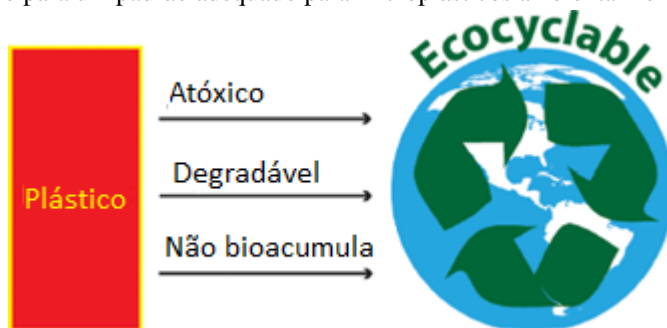 Ecocyclable
Atóxico
Degradável
Plástico
Não bioacumula